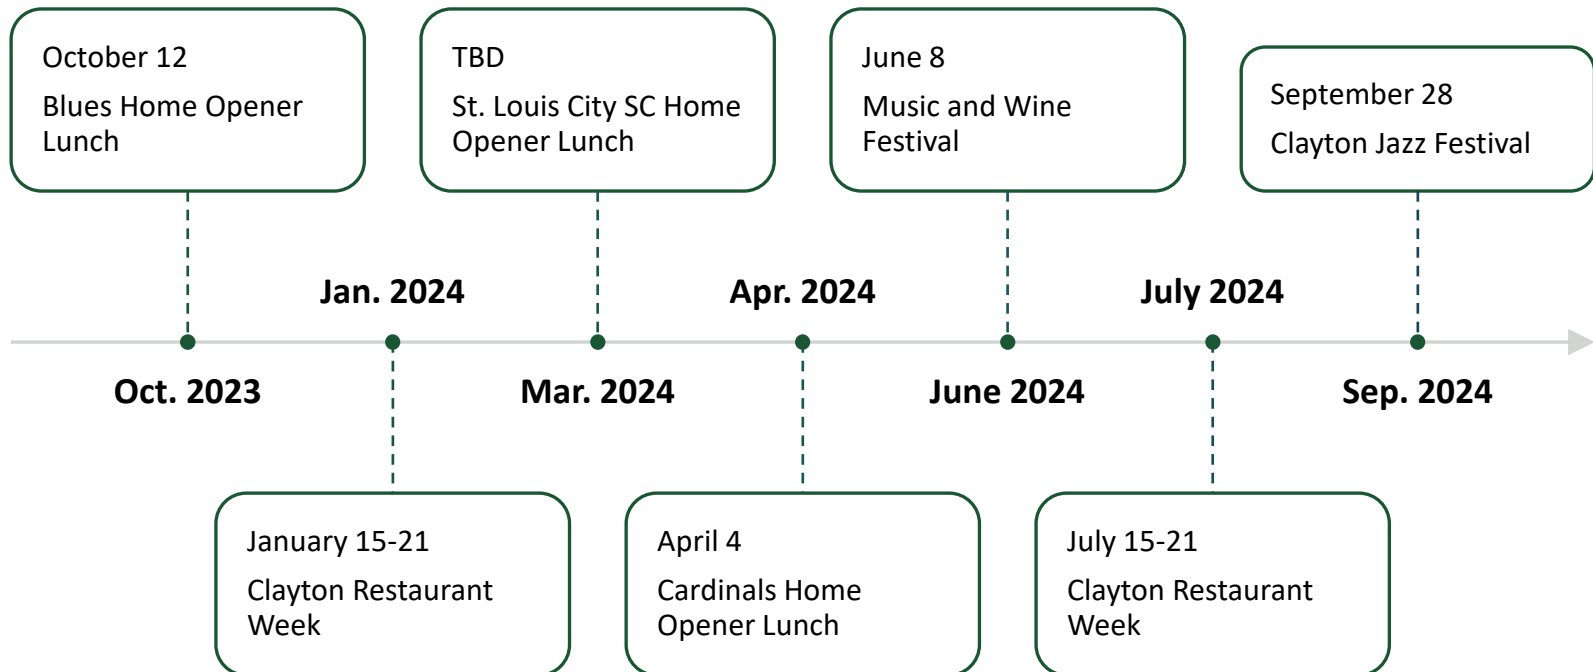 October 12
Blues Home Opener
Lunch
TBD
St. Louis City SC Home
Opener Lunch
June 8
Music and Wine
Festival
September 28
Clayton Jazz Festival
Jan. 2024
Apr. 2024
July 2024
Oct. 2023
Mar. 2024
June 2024
Sep. 2024
January 15-21
Clayton Restaurant
Week
April 4
Cardinals Home
Opener Lunch
July 15-21
Clayton Restaurant
Week